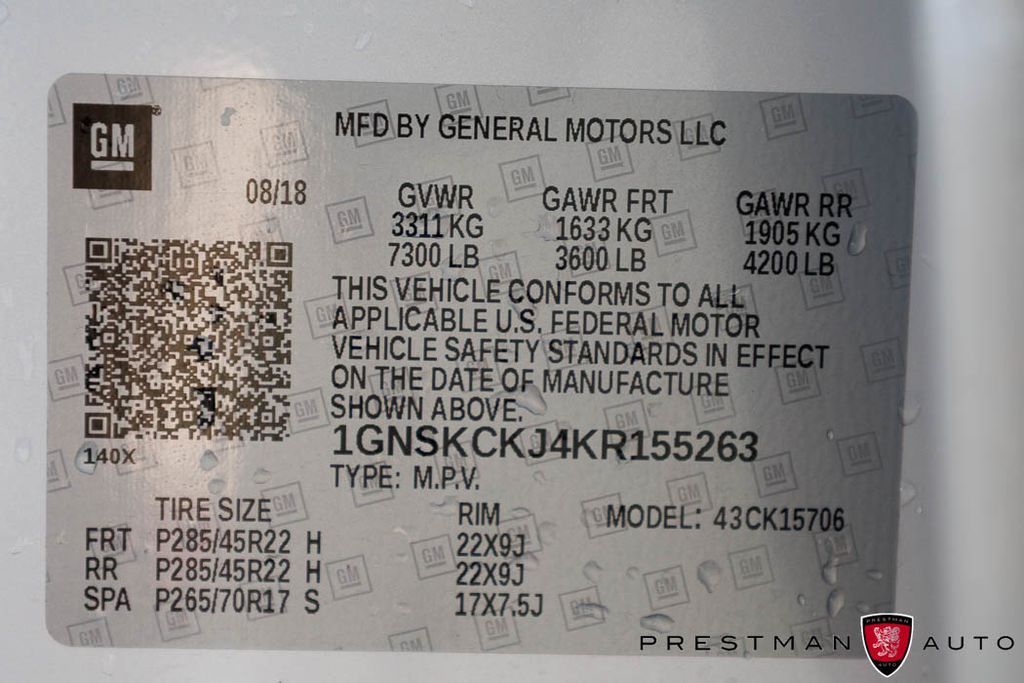 GM
MFD BY GENERAL MOTORS LLC
08/18
GVWR GAWR FRT GAWR RR
3311 KG 1633 KG 1905 KG
7300 LB 3600 LB 4200 LB
THIS VEHICLE CONFORMS TO ALL
APPLICABLE U.S. FEDERAL MOTOR
VEHICLE SAFETY STANDARDS IN EFFECT
ON THE DATE OF MANUFACTURE
SHOWN ABOVE.
1GNSKCKJ4KR155263
140X
TYPE: M.P.V.
TIRE SIZE RIM MODEL: 43CK15706
FRT P285/45R22 H 22X9J
RR P285/45R22 H 22X9J
SPA P265/70R17 S 17X7.5J
PRESTMAN AUTO
PRESTMAN
AUTO